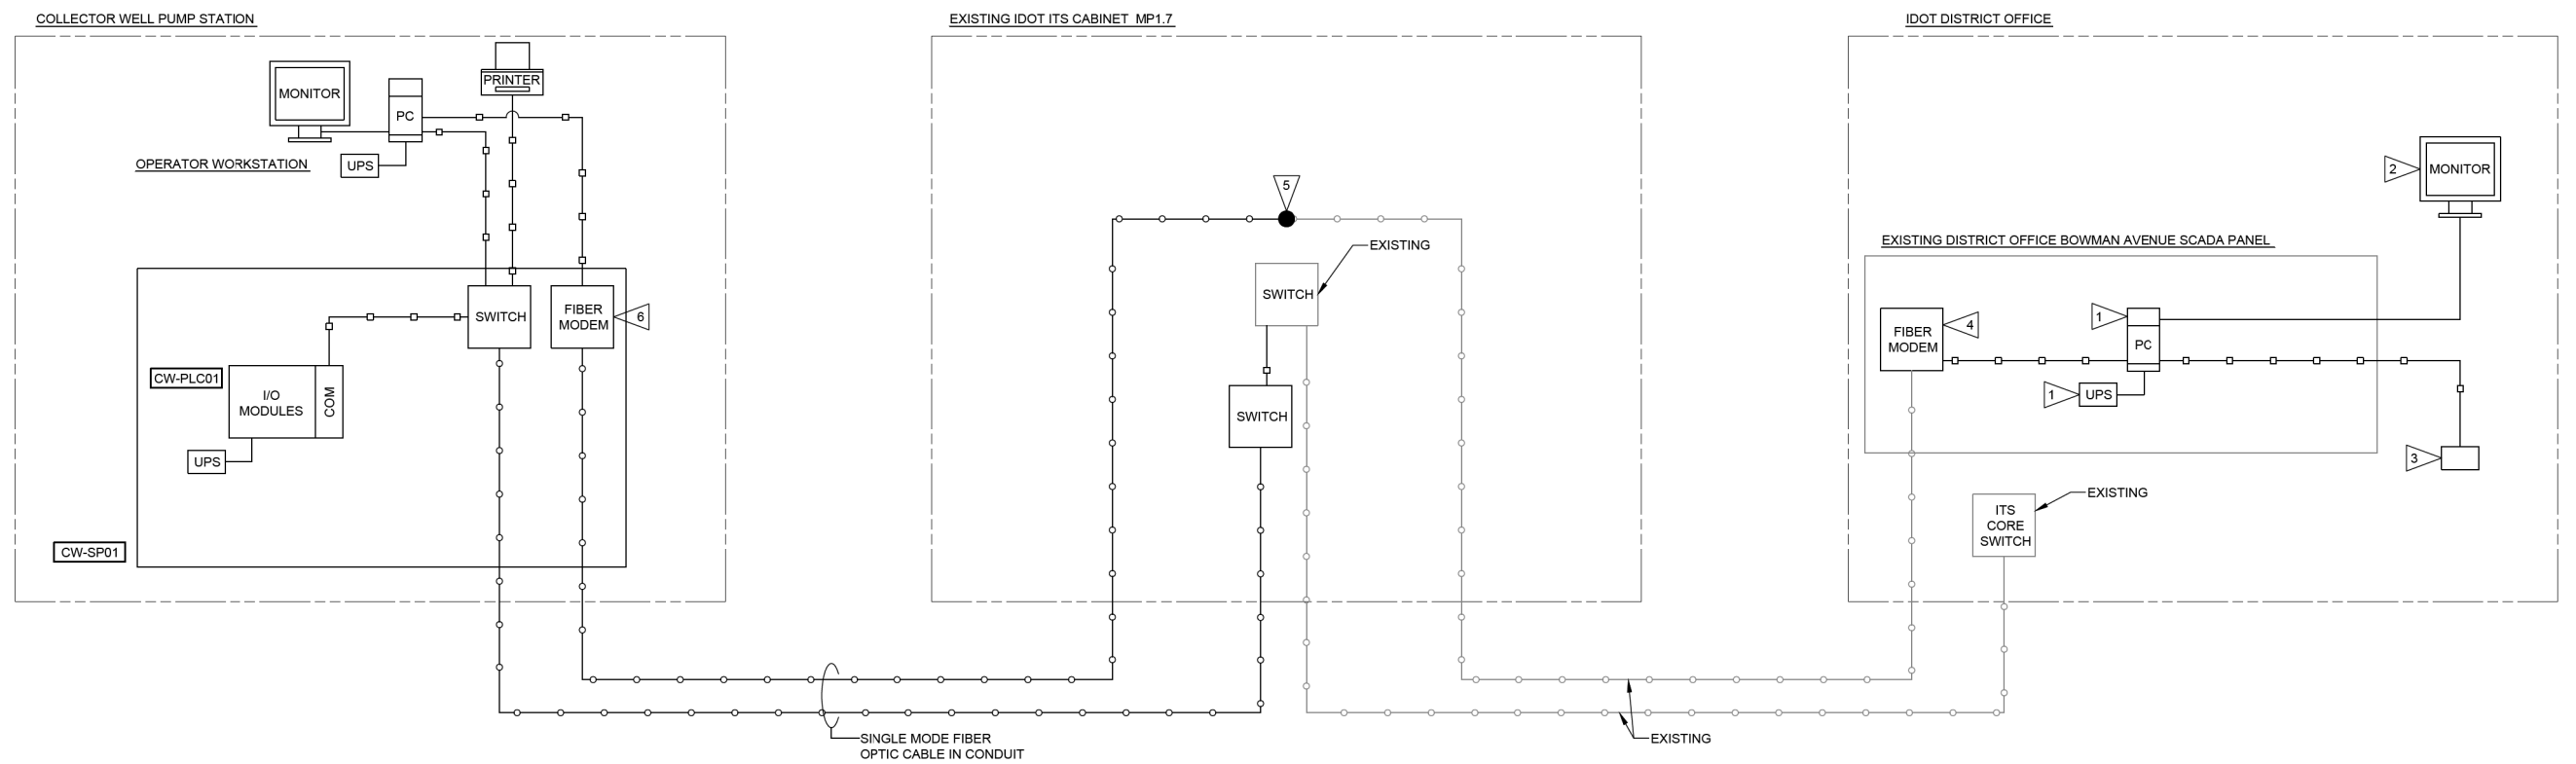 COLLECTOR WELL PUMP STATION
MONITOR
PC
PRINTER
OPERATOR WORKSTATION
UPS
SWITCH
FIBER
MODEM
6
CW-PLC01
I/O
MODULES
COM
UPS
CW-SP01
SINGLE MODE FIBER
OPTIC CABLE IN CONDUIT
EXISTING IDOT ITS CABINET MP1.7
5
EXISTING
SWITCH
SWITCH
EXISTING
IDOT DISTRICT OFFICE
2
MONITOR
EXISTING DISTRICT OFFICE BOWMAN AVENUE SCADA PANEL
FIBER
MODEM
4
1
PC
1
UPS
3
EXISTING
ITS
CORE
SWITCH